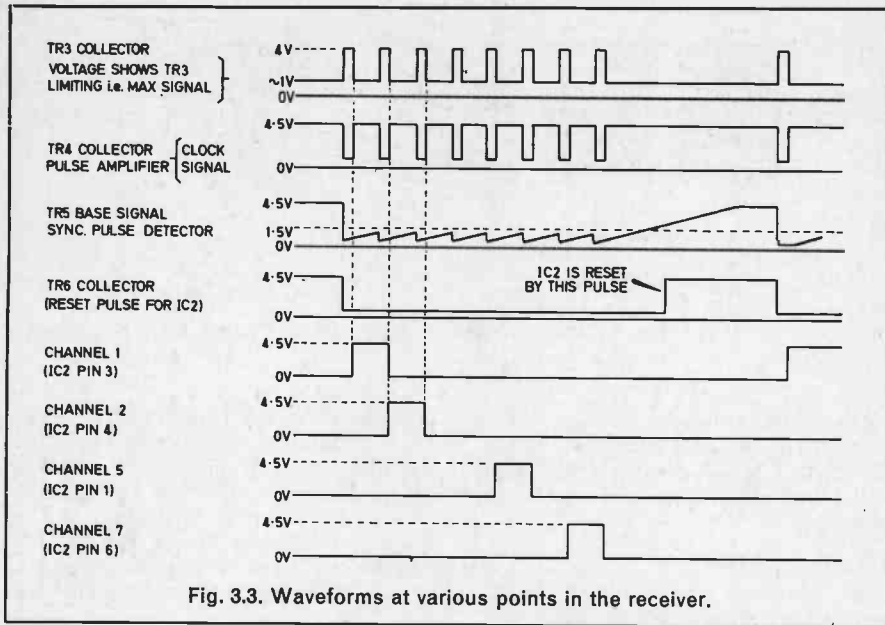 TR3 COLLECTOR
VOLTAGE SHOWS TR3
LIMITING i.e. MAX SIGNAL
4V
~1V
0V
TR4 COLLECTOR
PULSE AMPLIFIER
CLOCK
SIGNAL
4·5V
0V
TR5 BASE SIGNAL
SYNC. PULSE DETECTOR
4·5V
1·5V
0V
TR6 COLLECTOR
(RESET PULSE FOR IC2)
4·5V
0V
IC2 IS RESET
BY THIS PULSE
CHANNEL 1
(IC2 PIN 3)
4·5V
0V
CHANNEL 2
(IC2 PIN 4)
4·5V
0V
CHANNEL 5
(IC2 PIN 1)
4·5V
0V
CHANNEL 7
(IC2 PIN 6)
4·5V
0V
Fig. 3.3. Waveforms at various points in the receiver.